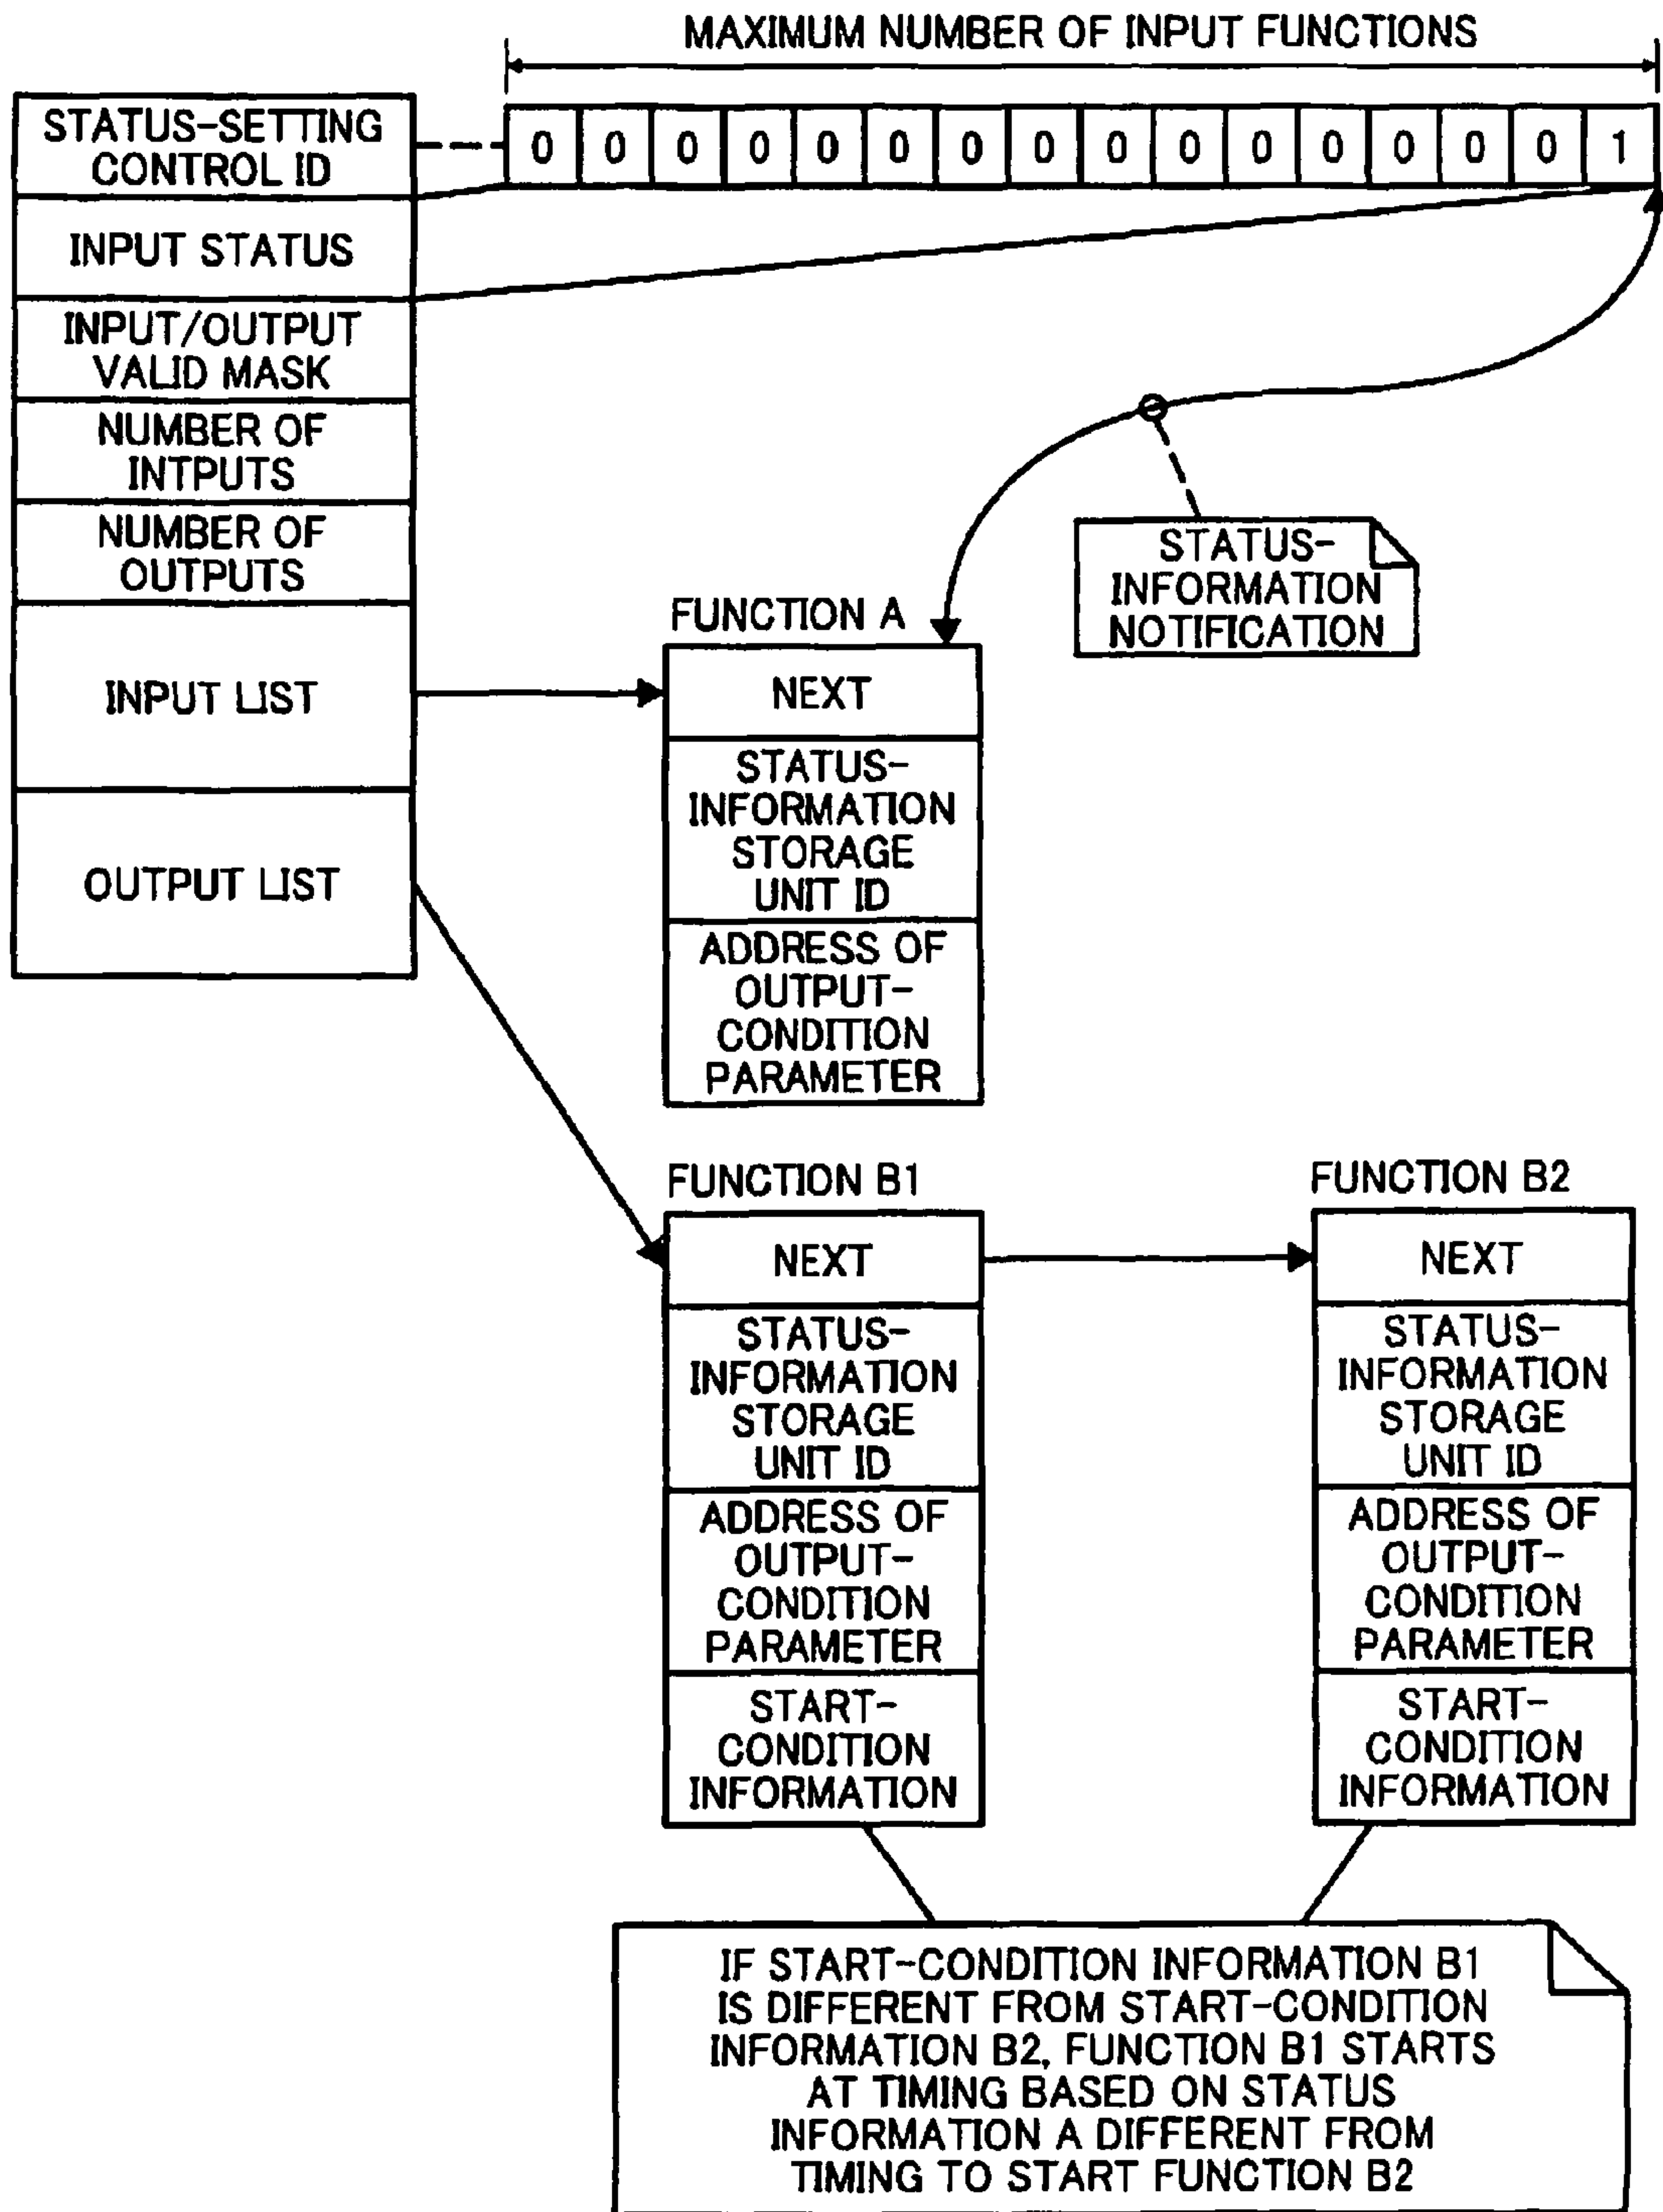 MAXIMUM NUMBER OF INPUT FUNCTIONS
STATUS-SETTING
CONTROL ID
0 0 0 0 0 0 0 0 0 0 0 0 0 0 0 1
INPUT STATUS
INPUT/OUTPUT
VALID MASK
NUMBER OF
INTPUTS
NUMBER OF
OUTPUTS
INPUT LIST
OUTPUT LIST
STATUS-
INFORMATION
NOTIFICATION
FUNCTION A
NEXT
STATUS-
INFORMATION
STORAGE
UNIT ID
ADDRESS OF
OUTPUT-
CONDITION
PARAMETER
FUNCTION B1
NEXT
STATUS-
INFORMATION
STORAGE
UNIT ID
ADDRESS OF
OUTPUT-
CONDITION
PARAMETER
START-
CONDITION
INFORMATION
FUNCTION B2
NEXT
STATUS-
INFORMATION
STORAGE
UNIT ID
ADDRESS OF
OUTPUT-
CONDITION
PARAMETER
START-
CONDITION
INFORMATION
IF START-CONDITION INFORMATION B1
IS DIFFERENT FROM START-CONDITION
INFORMATION B2, FUNCTION B1 STARTS
AT TIMING BASED ON STATUS
INFORMATION A DIFFERENT FROM
TIMING TO START FUNCTION B2